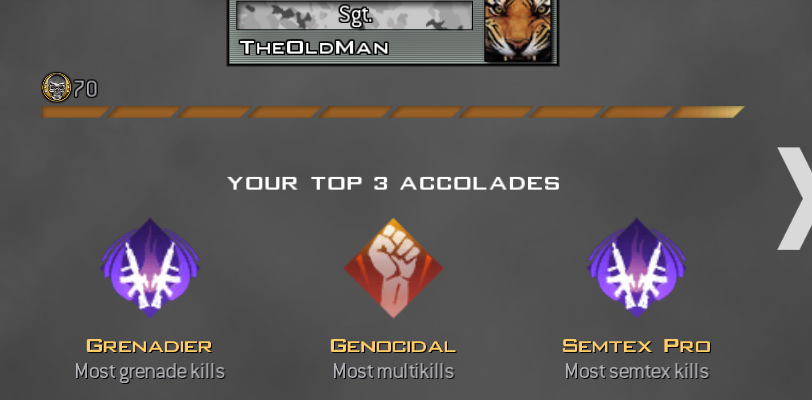 Sgt.
TheOldMan
70
YOUR TOP 3 ACCOLADES
Grenadier Genocidal Semtex Pro
Most grenade kills Most multikills Most semtex kills